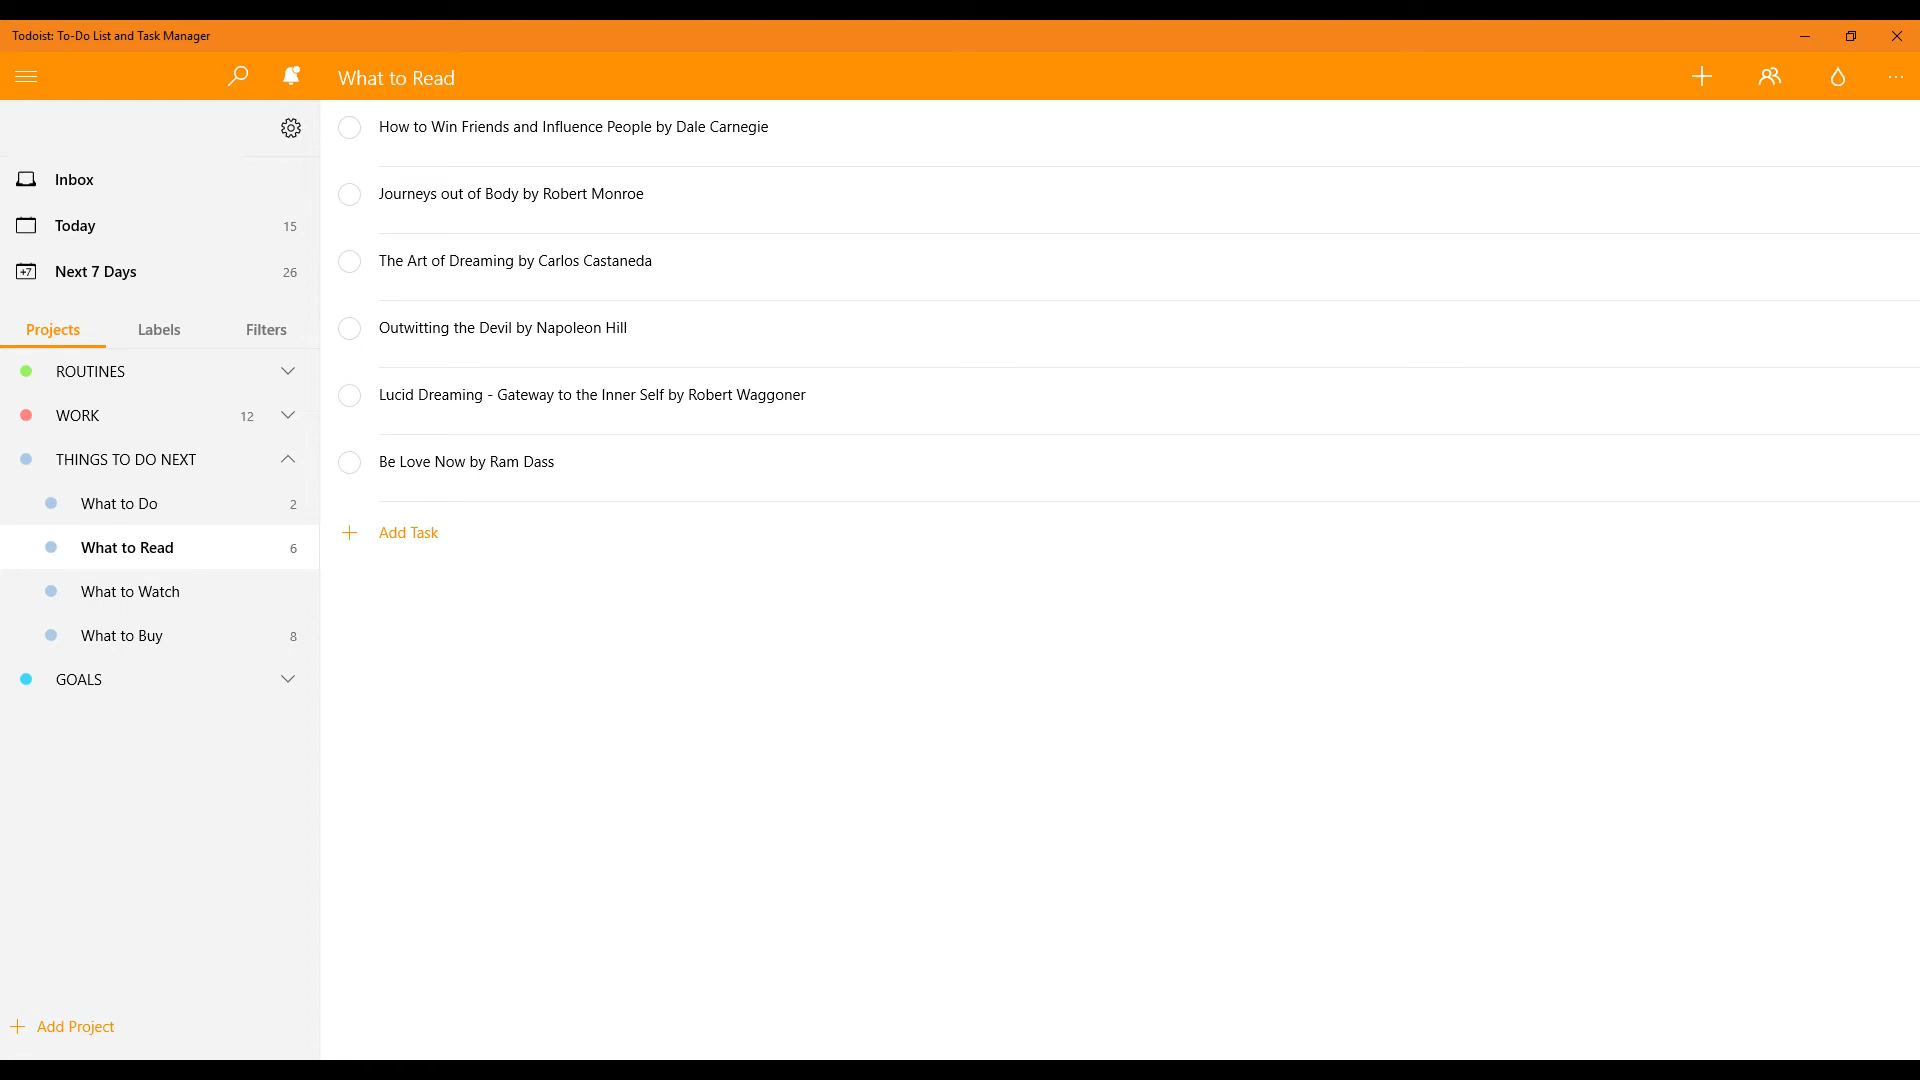 Todoist: To-Do List and Task Manager
What to Read
Inbox
Today 15
+7 Next 7 Days 26
Projects Labels Filters
ROUTINES
WORK 12
THINGS TO DO NEXT
What to Do 2
What to Read 6
What to Watch
What to Buy 8
GOALS
Add Project
How to Win Friends and Influence People by Dale Carnegie
Journeys out of Body by Robert Monroe
The Art of Dreaming by Carlos Castaneda
Outwitting the Devil by Napoleon Hill
Lucid Dreaming - Gateway to the Inner Self by Robert Waggoner
Be Love Now by Ram Dass
Add Task